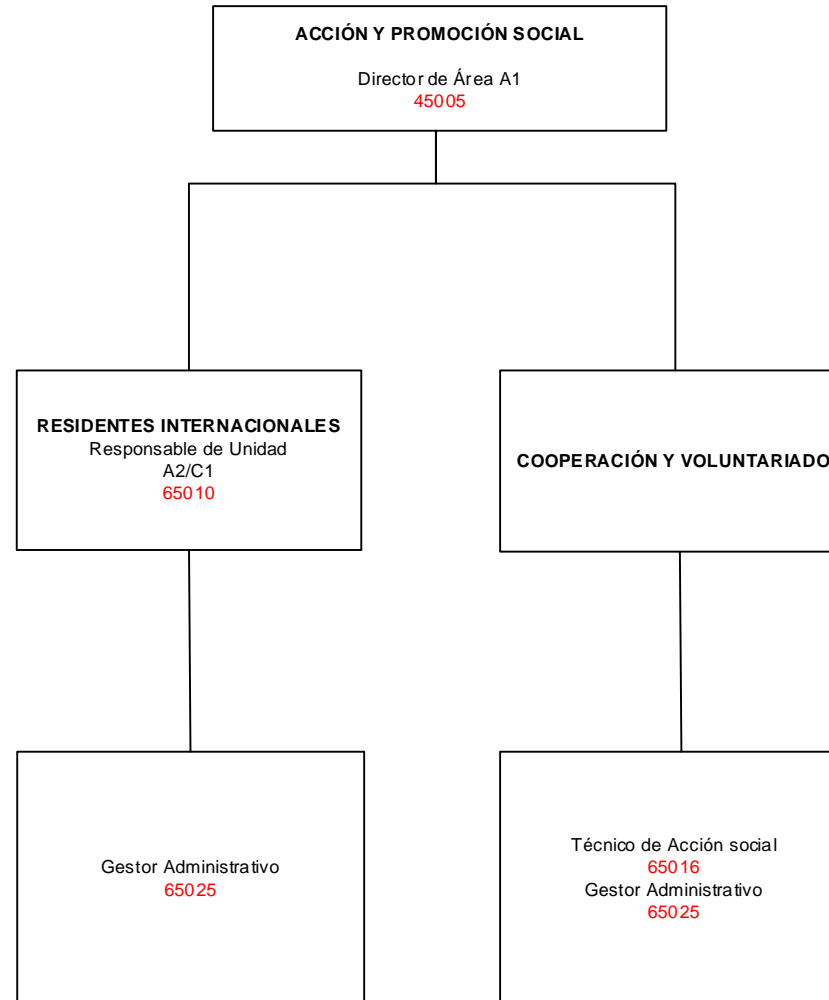 ACCIÓN Y PROMOCIÓN SOCIAL
Director de Área A1
45005
RESIDENTES INTERNACIONALES
Responsable de Unidad
A2/C1
65010
COOPERACIÓN Y VOLUNTARIADO
Gestor Administrativo
65025
Técnico de Acción social
65016
Gestor Administrativo
65025